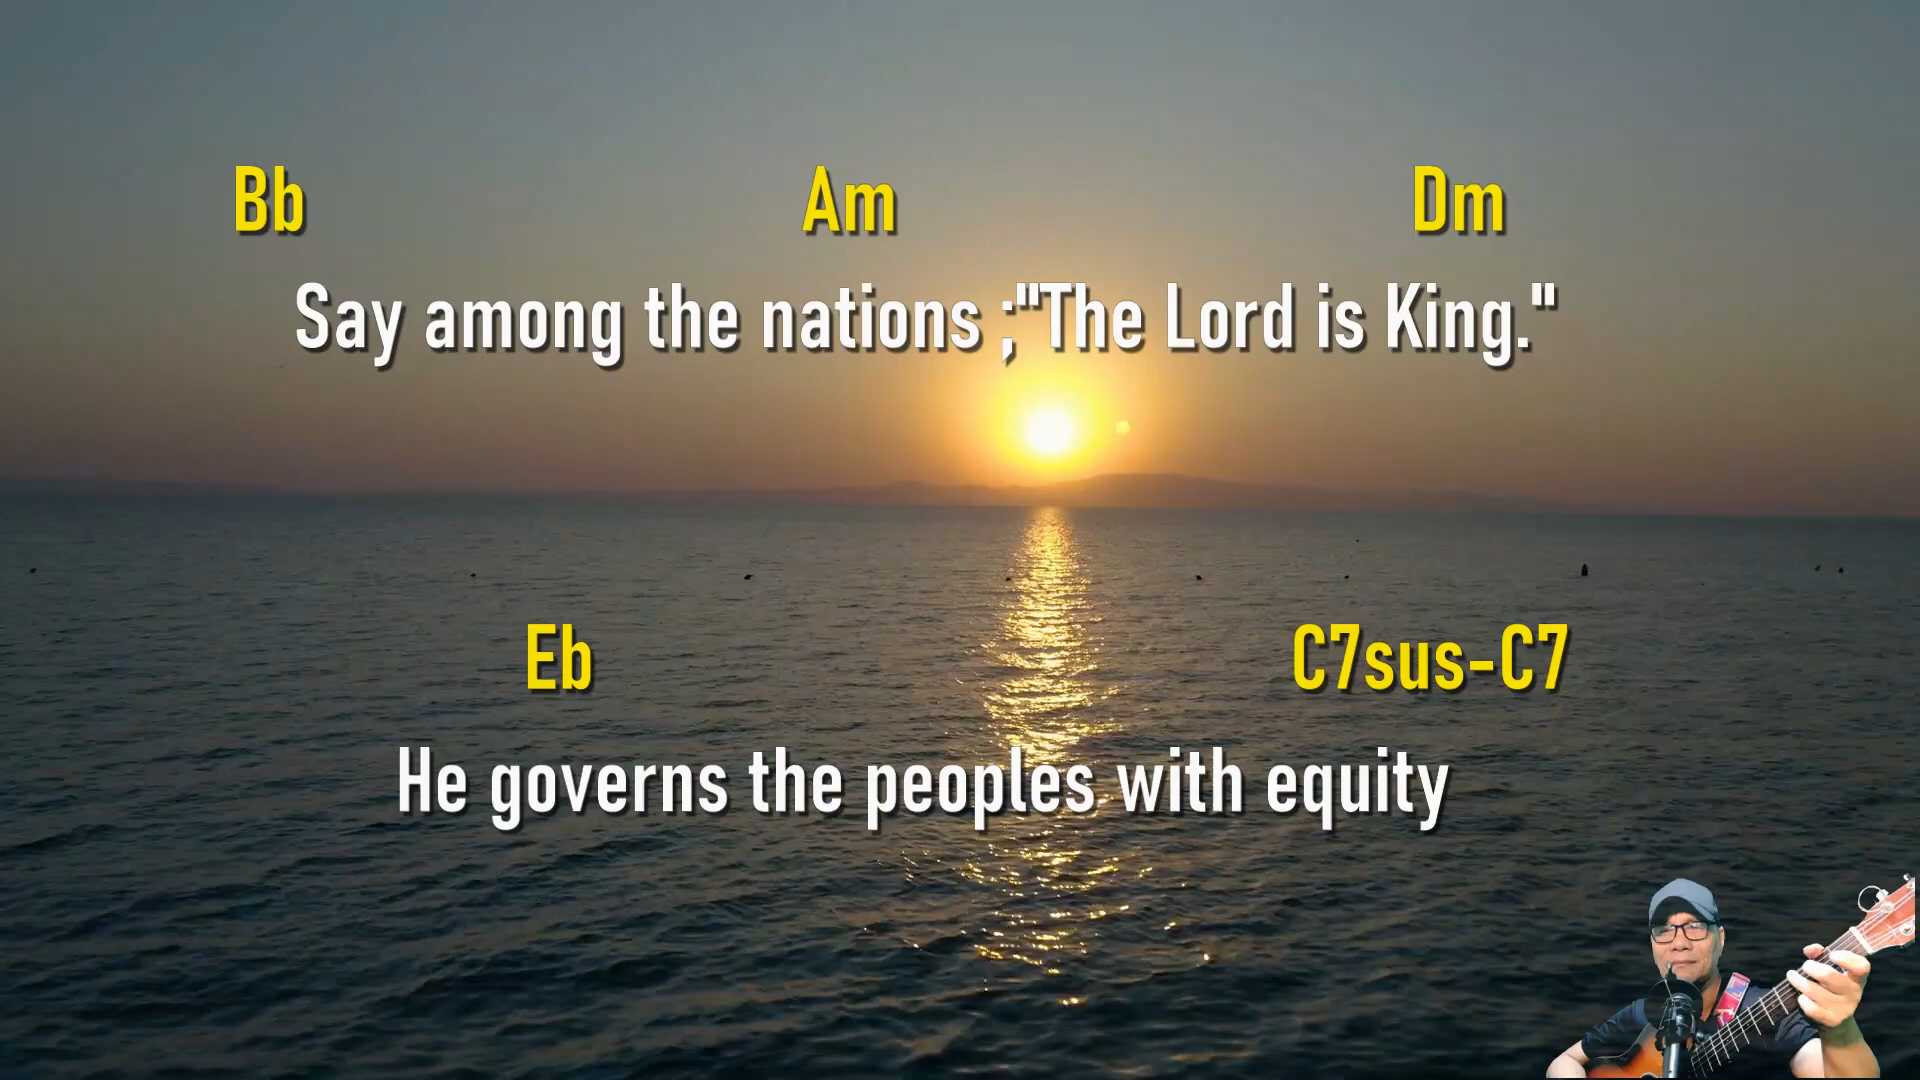 Bb Am Dm
Say among the nations ;"The Lord is King."
Eb C7sus-C7
He governs the peoples with equity